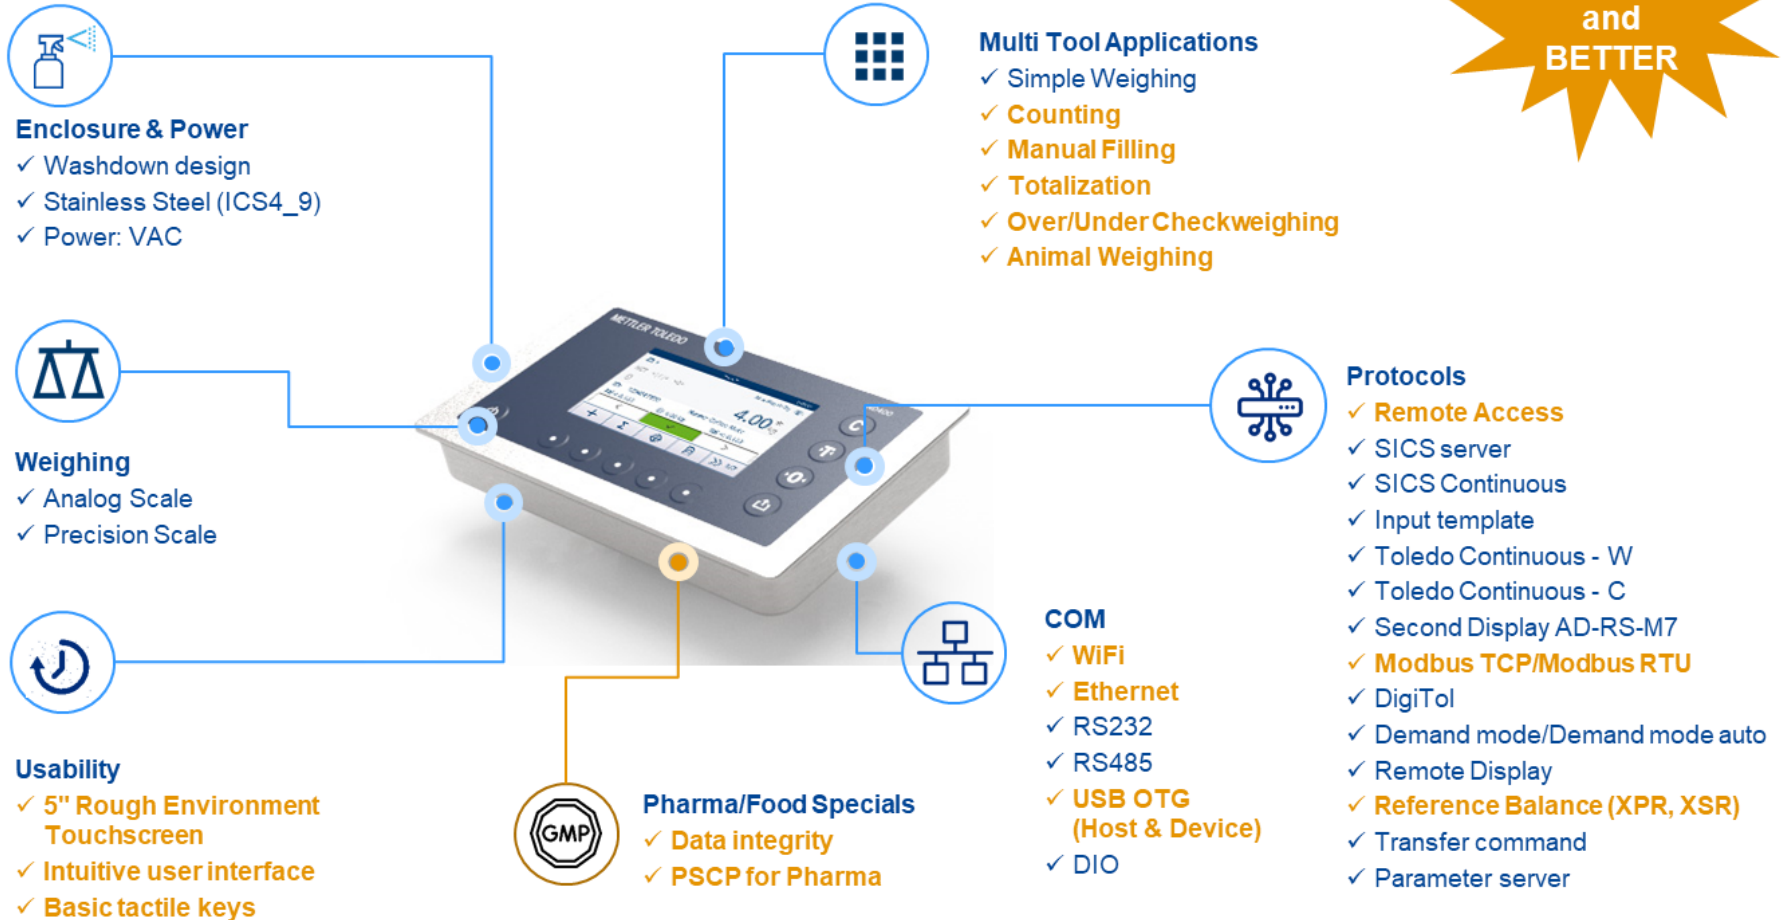 and
BETTER
Enclosure & Power
✓ Washdown design
✓ Stainless Steel (ICS4_9)
✓ Power: VAC
Multi Tool Applications
✓ Simple Weighing
✓ Counting
✓ Manual Filling
✓ Totalization
✓ Over/Under Checkweighing
✓ Animal Weighing
Weighing
✓ Analog Scale
✓ Precision Scale
METTLER TOLEDO
4.00
C
T
0
Protocols
✓ Remote Access
✓ SICS server
✓ SICS Continuous
✓ Input template
✓ Toledo Continuous - W
✓ Toledo Continuous - C
✓ Second Display AD-RS-M7
✓ Modbus TCP/Modbus RTU
✓ DigiTol
✓ Demand mode/Demand mode auto
✓ Remote Display
✓ Reference Balance (XPR, XSR)
✓ Transfer command
✓ Parameter server
Usability
✓ 5" Rough Environment
Touchscreen
✓ Intuitive user interface
✓ Basic tactile keys
GMP
Pharma/Food Specials
✓ Data integrity
✓ PSCP for Pharma
COM
✓ WiFi
✓ Ethernet
✓ RS232
✓ RS485
✓ USB OTG
(Host & Device)
✓ DIO